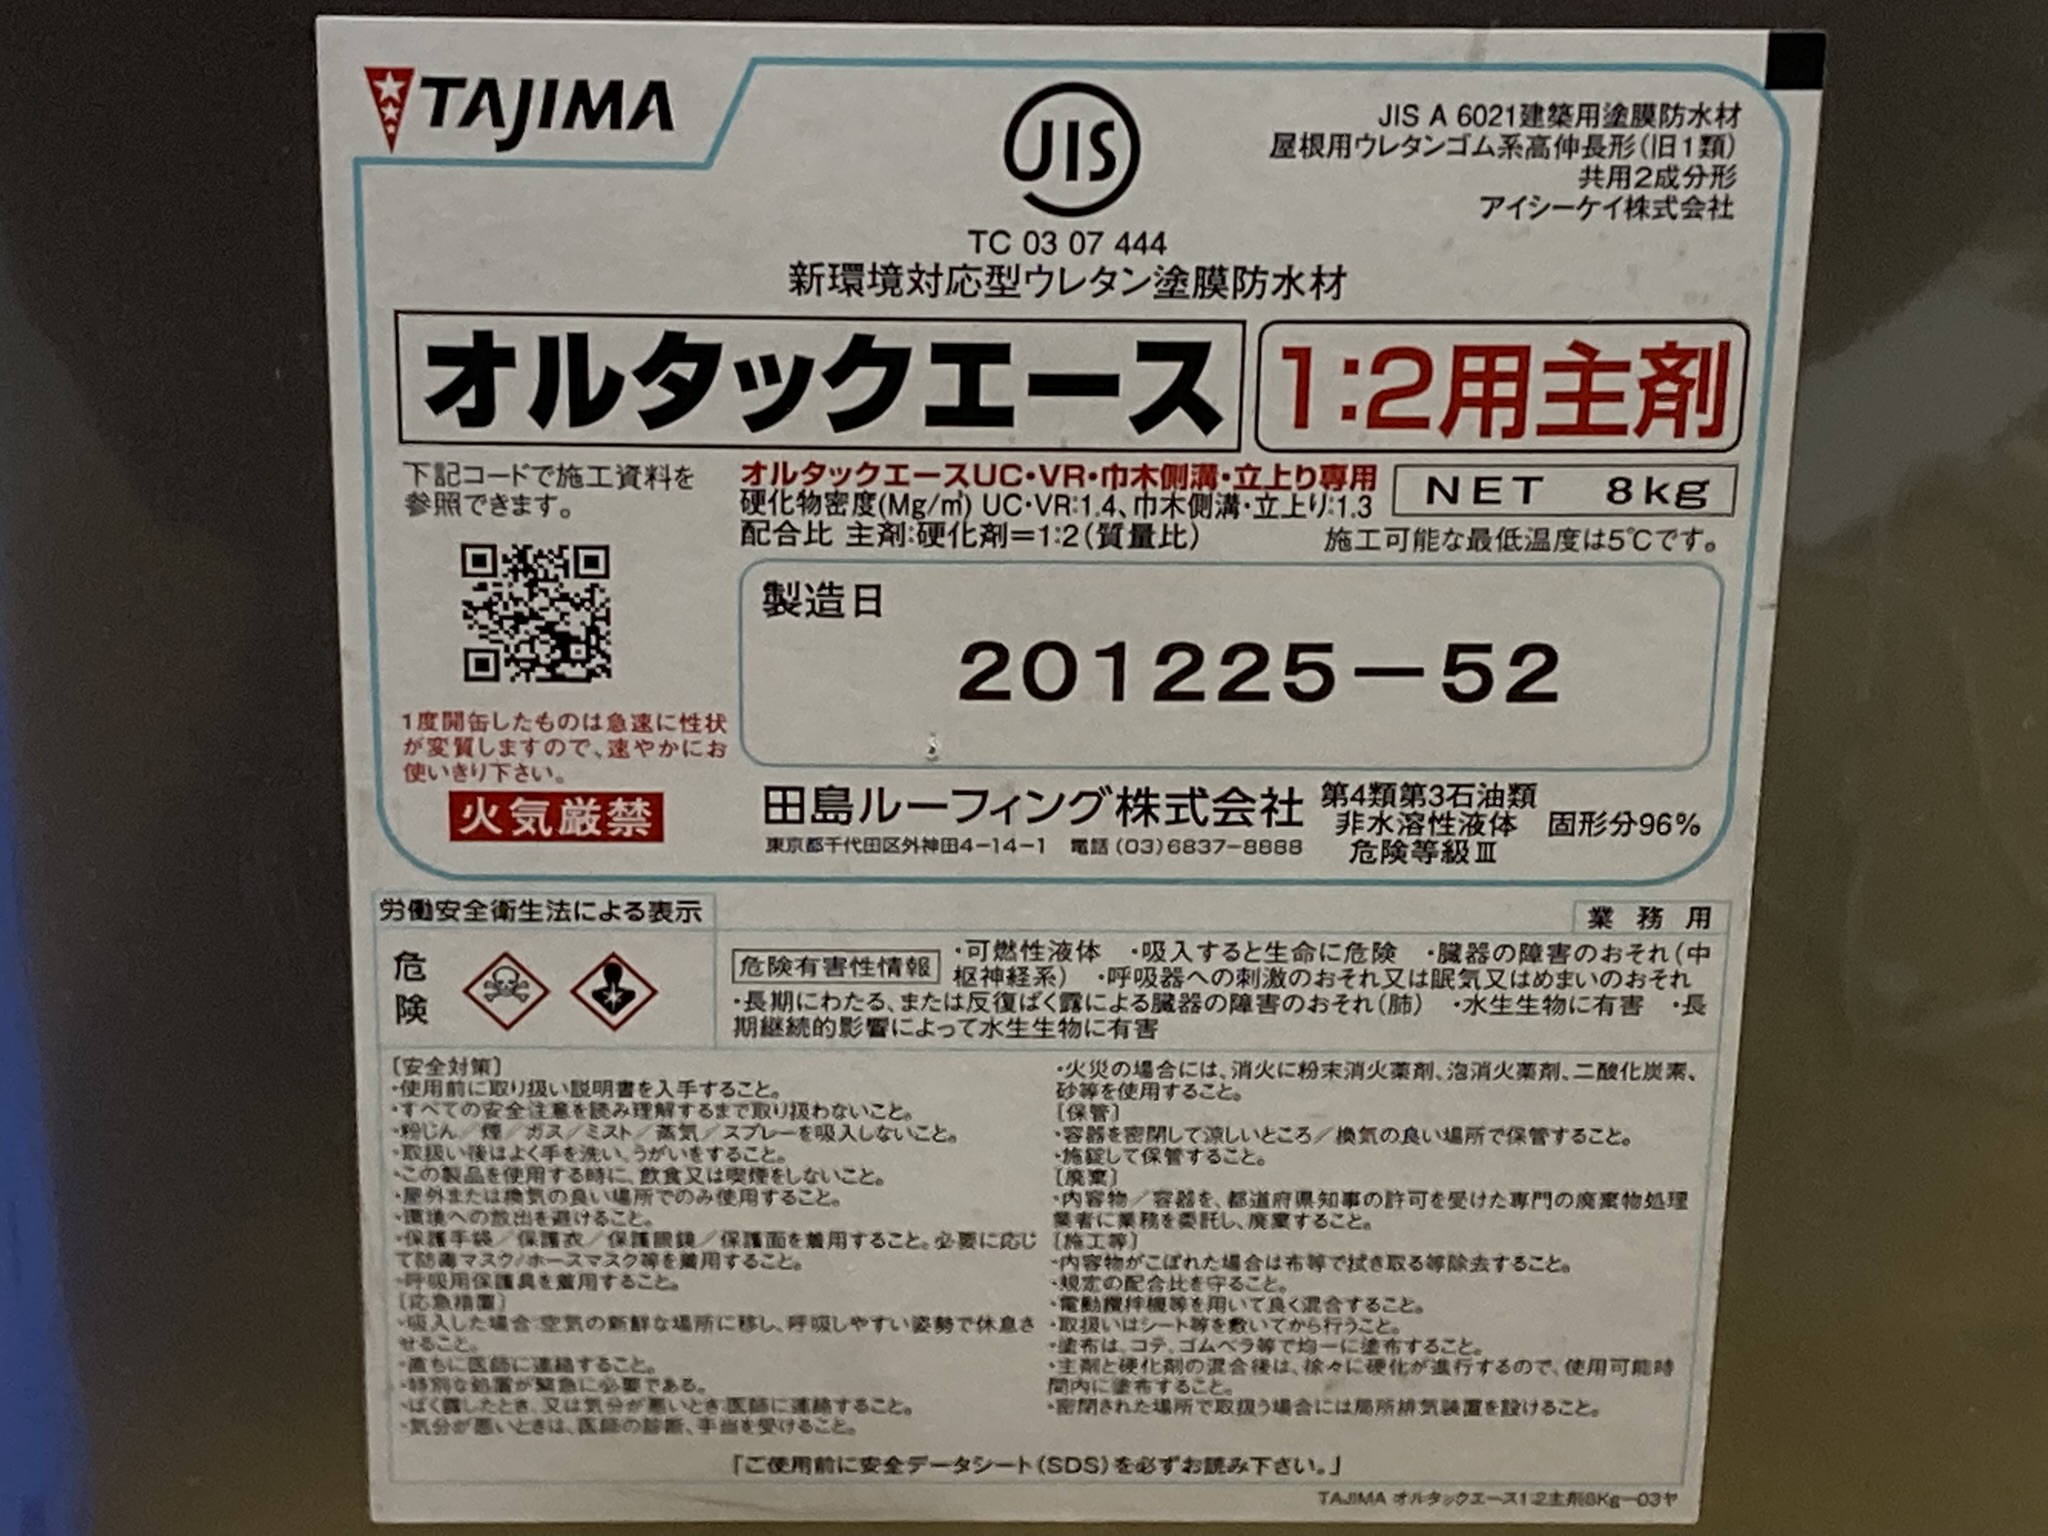 TAJIMA
JIS
TC 03 07 444
JIS A 6021建築用塗膜防水材
屋根用ウレタンゴム系高伸長形(旧1類)
共用2成分形
アイシーケイ株式会社
新環境対応型ウレタン塗膜防水材
オルタックエース
1:2用主剤
下記コードで施工資料を
参照できます。
オルタックエースUC・VR・巾木側溝・立上り専用
硬化物密度(Mg/㎥) UC・VR:1.4、巾木側溝・立上り:1.3
配合比 主剤:硬化剤=1:2(質量比)
NET 8kg
施工可能な最低温度は5℃です。
製造日
201225-52
1度開缶したものは急速に性状
が変質しますので、速やかにお
使いきり下さい。
火気厳禁
田島ルーフィング株式会社
東京都千代田区外神田4-14-1 電話(03)6837-8888
第4類第3石油類
非水溶性液体
危険等級Ⅲ
固形分96%
労働安全衛生法による表示
業務用
危険
危険有害性情報
・可燃性液体 ・吸入すると生命に危険 ・臓器の障害のおそれ(中
枢神経系) ・呼吸器への刺激のおそれ又は眠気又はめまいのおそれ
・長期にわたる、または反復ばく露による臓器の障害のおそれ(肺) ・水生生物に有害 ・長
期継続的影響によって水生生物に有害
[安全対策]
・使用前に取り扱い説明書を入手すること。
・すべての安全注意を読み理解するまで取り扱わないこと。
・粉じん/煙/ガス/ミスト/蒸気/スプレーを吸入しないこと。
・取扱い後はよく手を洗い、うがいをすること。
・この製品を使用する時に、飲食又は喫煙をしないこと。
・屋外または換気の良い場所でのみ使用すること。
・環境への放出を避けること。
・保護手袋/保護衣/保護眼鏡/保護面を着用すること。必要に応じ
て防毒マスク/ホースマスク等を着用すること。
・呼吸用保護具を着用すること。
[応急措置]
・吸入した場合:空気の新鮮な場所に移し、呼吸しやすい姿勢で休息さ
せること。
・直ちに医師に連絡すること。
・特別な処置が緊急に必要である。
・ばく露したとき、又は気分が悪いとき:医師に連絡すること。
・気分が悪いときは、医師の診断、手当を受けること。
・火災の場合には、消火に粉末消火薬剤、泡消火薬剤、二酸化炭素、
砂等を使用すること。
[保管]
・容器を密閉して涼しいところ/換気の良い場所で保管すること。
・施錠して保管すること。
[廃棄]
・内容物/容器を、都道府県知事の許可を受けた専門の廃棄物処理
業者に業務を委託し、廃棄すること。
[施工等]
・内容物がこぼれた場合は布等で拭き取る等除去すること。
・規定の配合比を守ること。
・電動攪拌機等を用いて良く混合すること。
・取扱いはシート等を敷いてから行うこと。
・塗布は、コテ、ゴムベラ等で均一に塗布すること。
・主剤と硬化剤の混合後は、徐々に硬化が進行するので、使用可能時
間内に塗布すること。
・密閉された場所で取扱う場合には局所排気装置を設けること。
「ご使用前に安全データシート(SDS)を必ずお読み下さい。」
TAJIMA オルタックエース1:2主剤8Kg-03ヤ